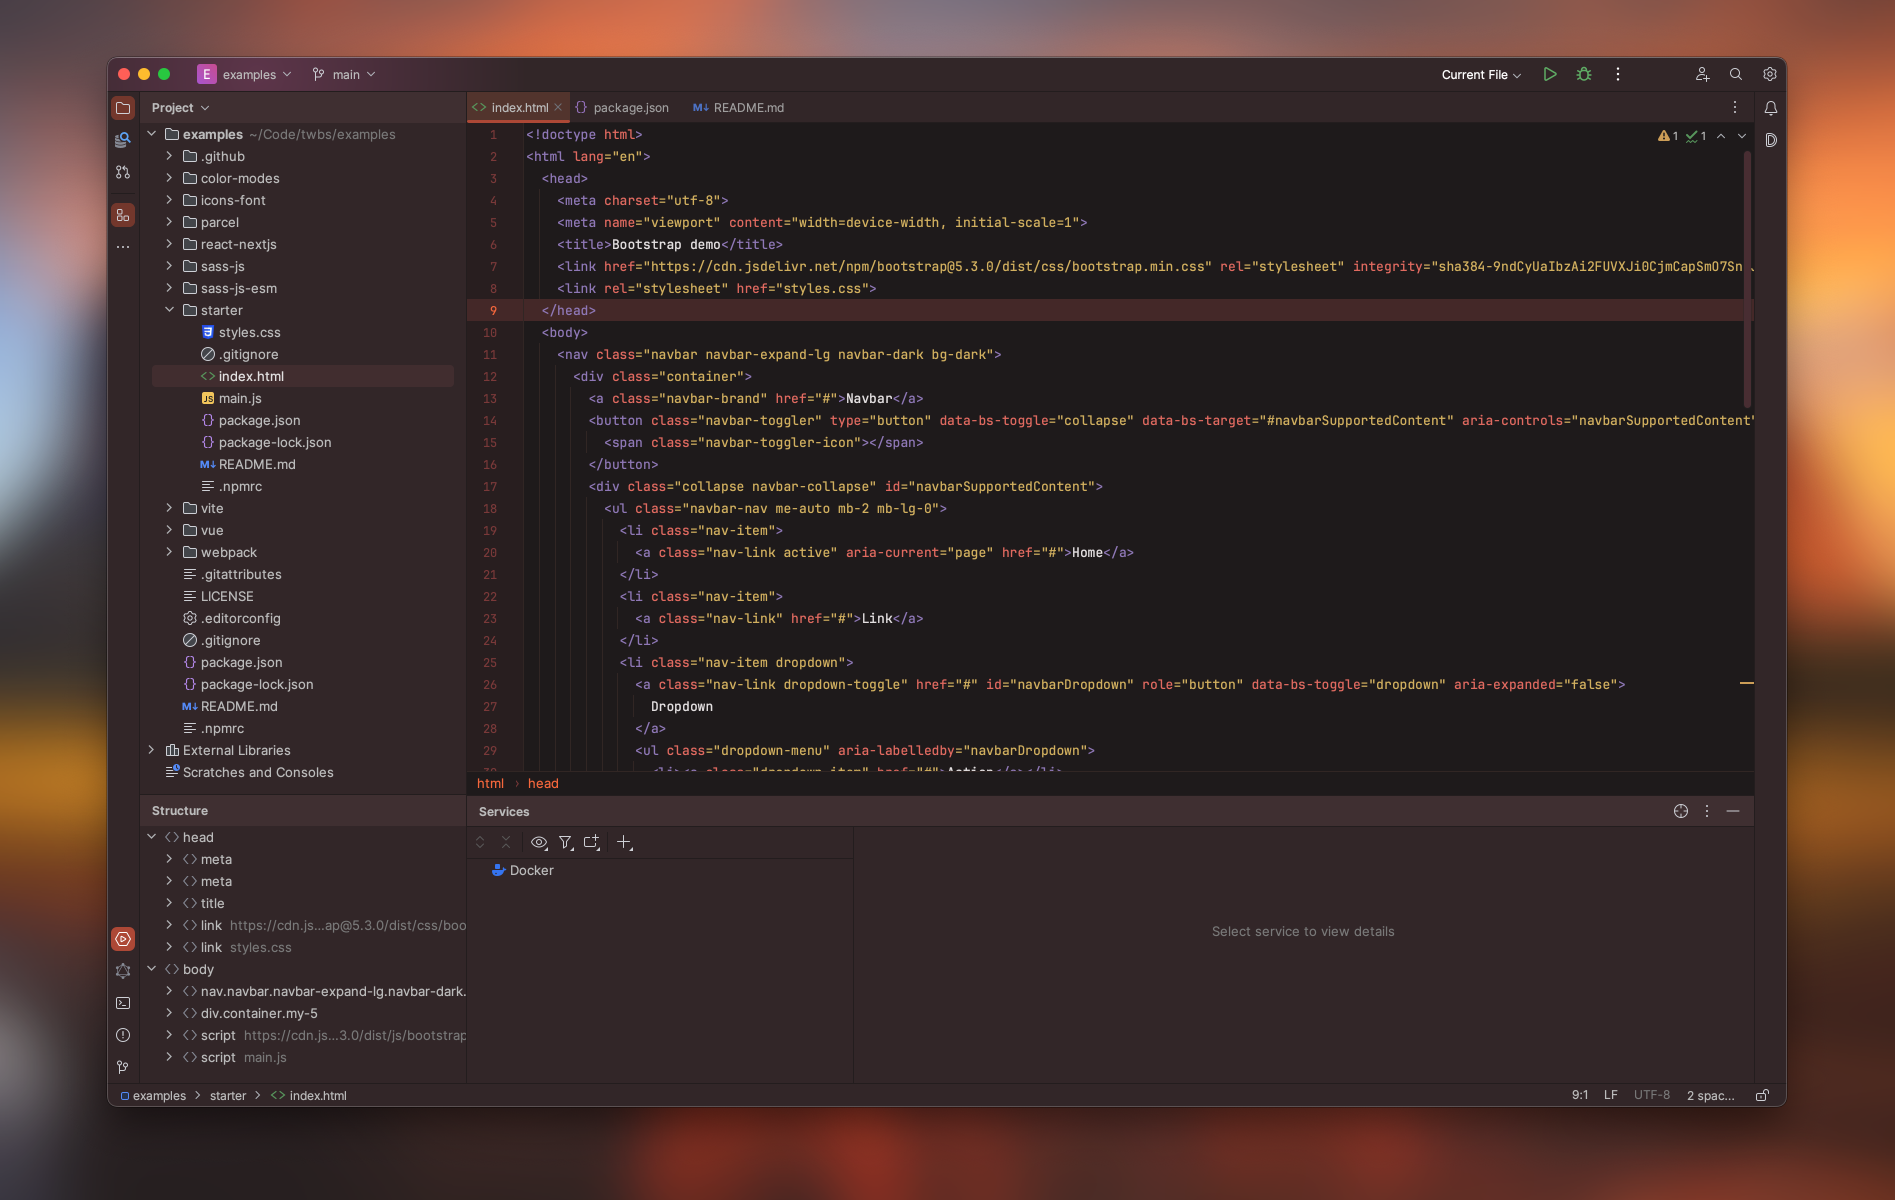 E examples main Current File
Project
examples ~/Code/twbs/examples
.github
color-modes
icons-font
parcel
react-nextjs
sass-js
sass-js-esm
starter
styles.css
.gitignore
index.html
JS main.js
package.json
package-lock.json
M↓ README.md
.npmrc
vite
vue
webpack
.gitattributes
LICENSE
.editorconfig
.gitignore
package.json
package-lock.json
M↓ README.md
.npmrc
External Libraries
Scratches and Consoles
Structure
head
meta
meta
title
link https://cdn.js...ap@5.3.0/dist/css/boo
link styles.css
body
nav.navbar.navbar-expand-lg.navbar-dark.
div.container.my-5
script https://cdn.js...3.0/dist/js/bootstrap
script main.js
index.html package.json M↓ README.md
1 1
1 <!doctype html>
2 <html lang="en">
3 <head>
4 <meta charset="utf-8">
5 <meta name="viewport" content="width=device-width, initial-scale=1">
6 <title>Bootstrap demo</title>
7 <link href="https://cdn.jsdelivr.net/npm/bootstrap@5.3.0/dist/css/bootstrap.min.css" rel="stylesheet" integrity="sha384-9ndCyUaIbzAi2FUVXJi0CjmCapSmO7Sn
8 <link rel="stylesheet" href="styles.css">
9 </head>
10 <body>
11 <nav class="navbar navbar-expand-lg navbar-dark bg-dark">
12 <div class="container">
13 <a class="navbar-brand" href="#">Navbar</a>
14 <button class="navbar-toggler" type="button" data-bs-toggle="collapse" data-bs-target="#navbarSupportedContent" aria-controls="navbarSupportedContent"
15 <span class="navbar-toggler-icon"></span>
16 </button>
17 <div class="collapse navbar-collapse" id="navbarSupportedContent">
18 <ul class="navbar-nav me-auto mb-2 mb-lg-0">
19 <li class="nav-item">
20 <a class="nav-link active" aria-current="page" href="#">Home</a>
21 </li>
22 <li class="nav-item">
23 <a class="nav-link" href="#">Link</a>
24 </li>
25 <li class="nav-item dropdown">
26 <a class="nav-link dropdown-toggle" href="#" id="navbarDropdown" role="button" data-bs-toggle="dropdown" aria-expanded="false">
27 Dropdown
28 </a>
29 <ul class="dropdown-menu" aria-labelledby="navbarDropdown">
30 <li><a class="dropdown-item" href="#">Action</a></li>
html > head
Services
Docker
Select service to view details
examples > starter > index.html
9:1 LF UTF-8 2 spac...